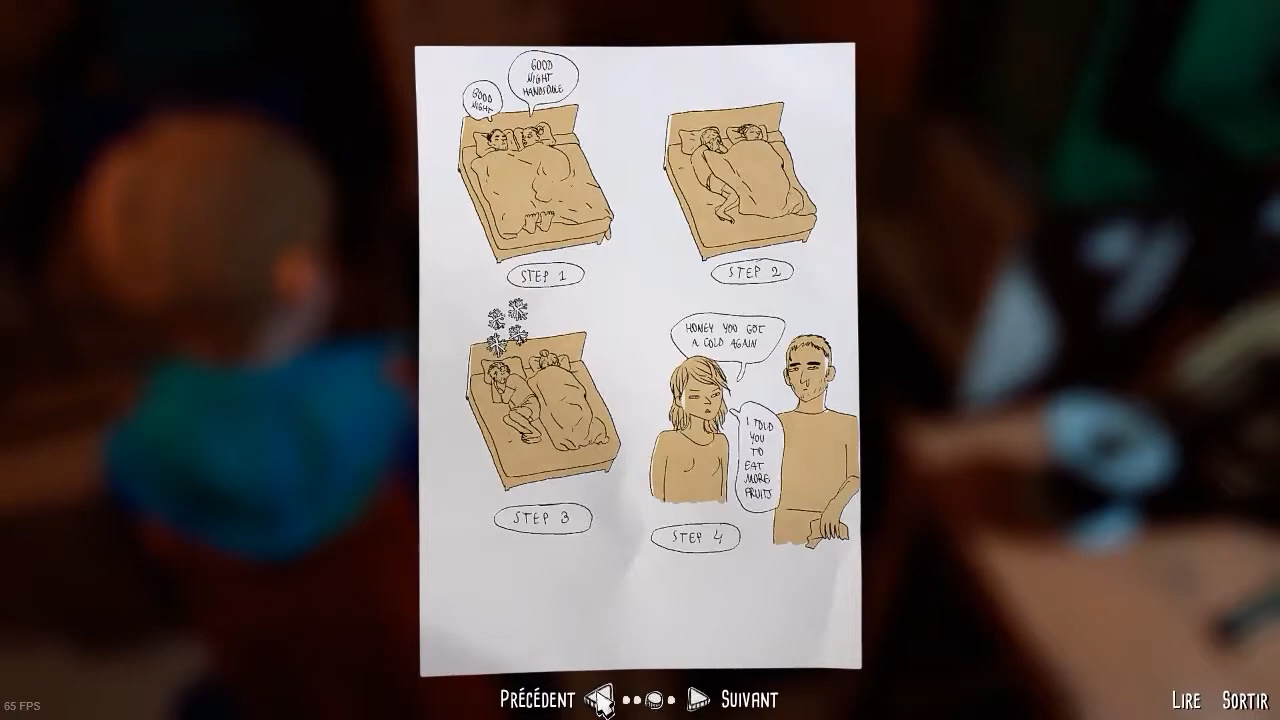 GOOD
NIGHT
GOOD
NIGHT
HANDSOME
STEP 1
STEP 2
STEP 3
HONEY YOU GOT
A COLD AGAIN
I TOLD
YOU
TO
EAT
MORE
FRUITS
STEP 4
PRÉCÉDENT
SUIVANT
LIRE
SORTIR
65 FPS